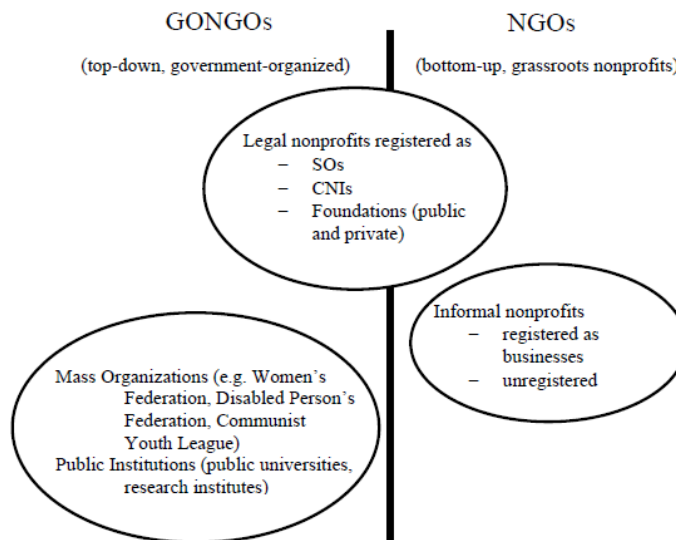 GONGOs
(top-down, government-organized)
NGOs
(bottom-up, grassroots nonprofits)
Legal nonprofits registered as
– SOs
– CNIs
– Foundations (public
and private)
Informal nonprofits
– registered as
businesses
– unregistered
Mass Organizations (e.g. Women's
Federation, Disabled Person's
Federation, Communist
Youth League)
Public Institutions (public universities,
research institutes)